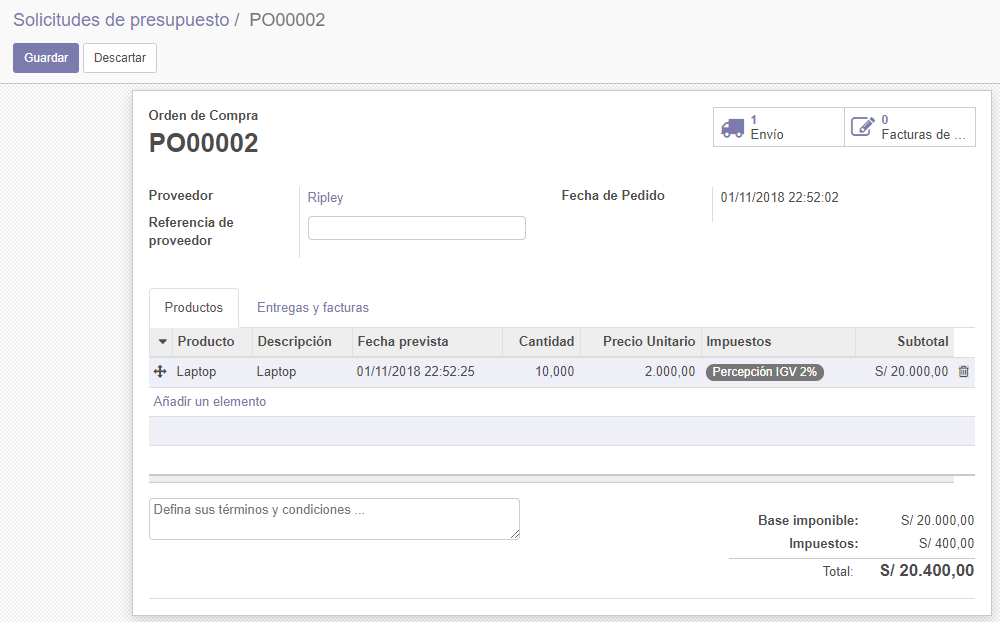 Solicitudes de presupuesto / PO00002
Guardar Descartar
Orden de Compra
PO00002
1
Envío
0
Facturas de ...
Proveedor Ripley Fecha de Pedido 01/11/2018 22:52:02
Referencia de
proveedor
Productos Entregas y facturas
Producto Descripción Fecha prevista Cantidad Precio Unitario Impuestos Subtotal
Laptop Laptop 01/11/2018 22:52:25 10,000 2.000,00 Percepción IGV 2% S/ 20.000,00
Añadir un elemento
Defina sus términos y condiciones ...
Base imponible: S/ 20.000,00
Impuestos: S/ 400,00
Total: S/ 20.400,00